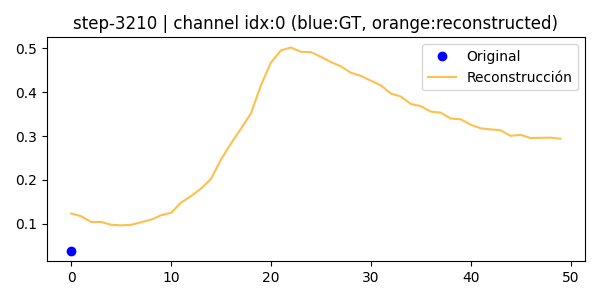 step-3210 | channel idx:0 (blue:GT, orange:reconstructed)
Original
Reconstrucción
0.5
0.4
0.3
0.2
0.1
0 10 20 30 40 50